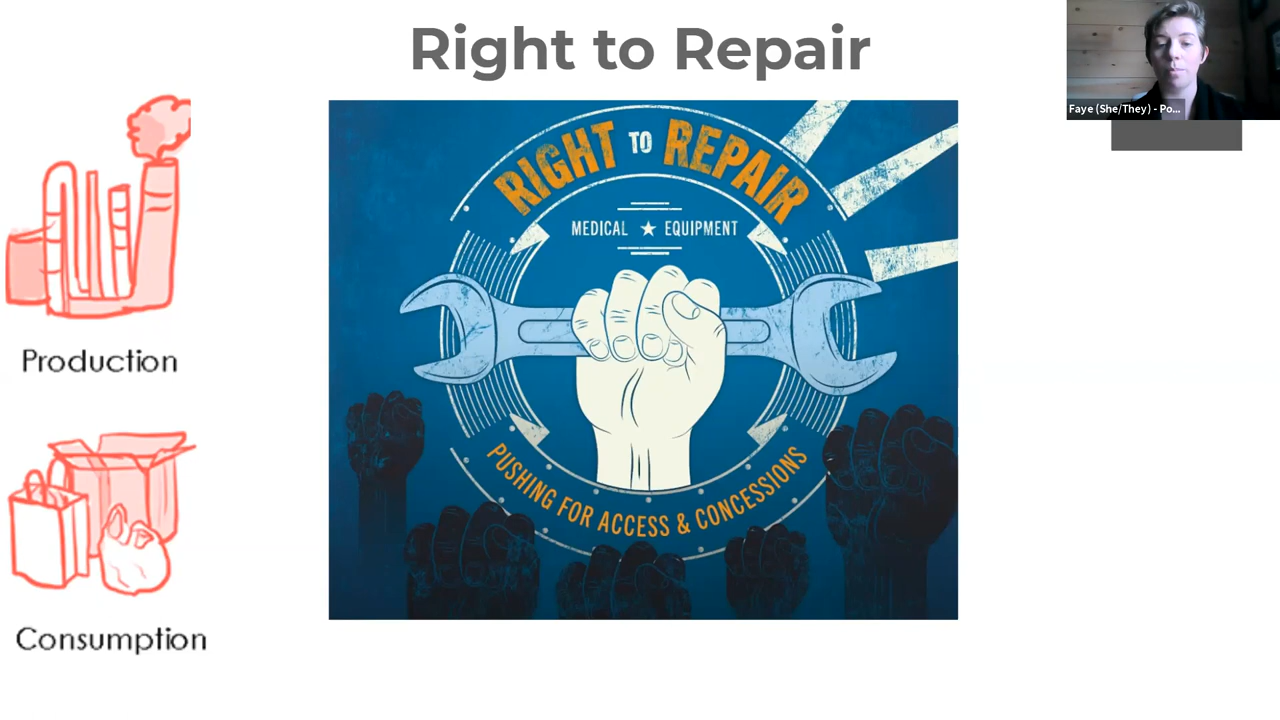 Right to Repair
Faye (She/They) - Po...
RIGHT TO REPAIR
MEDICAL ★ EQUIPMENT
PUSHING FOR ACCESS & CONCESSIONS
Production
Consumption